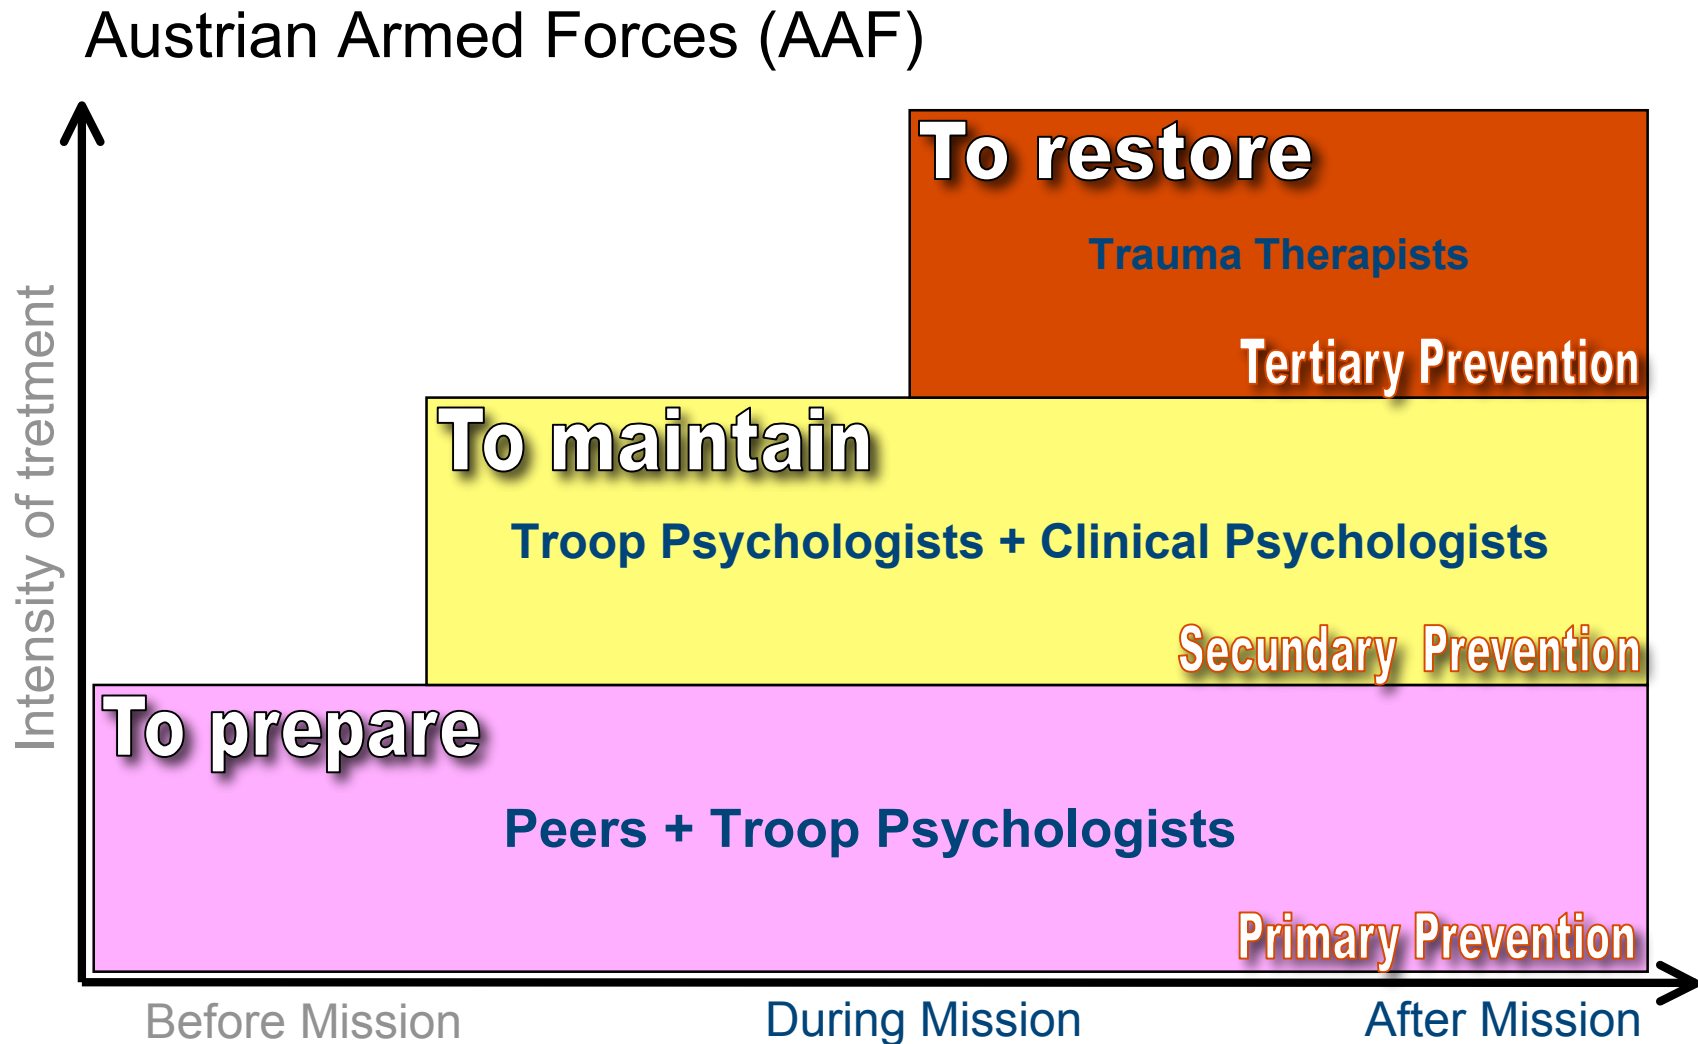 Austrian Armed Forces (AAF)
Intensity of tretment
To restore
Trauma Therapists
Tertiary Prevention
To maintain
Troop Psychologists + Clinical Psychologists
Secundary Prevention
To prepare
Peers + Troop Psychologists
Primary Prevention
Before Mission
During Mission
After Mission